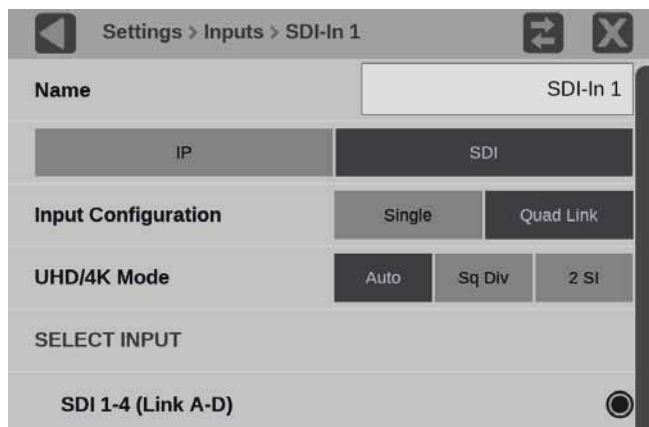 Settings > Inputs > SDI-In 1
Name SDI-In 1
IP SDI
Input Configuration Single Quad Link
UHD/4K Mode Auto Sq Div 2 SI
SELECT INPUT
SDI 1-4 (Link A-D)